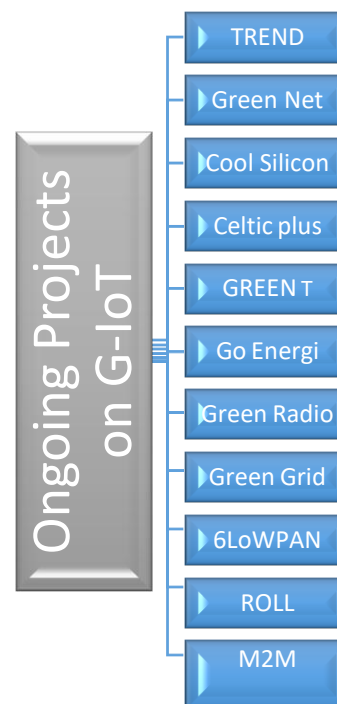 Ongoing Projects
on G-IoT
TREND
Green Net
Cool Silicon
Celtic plus
GREEN T
Go Energi
Green Radio
Green Grid
6LoWPAN
ROLL
M2M